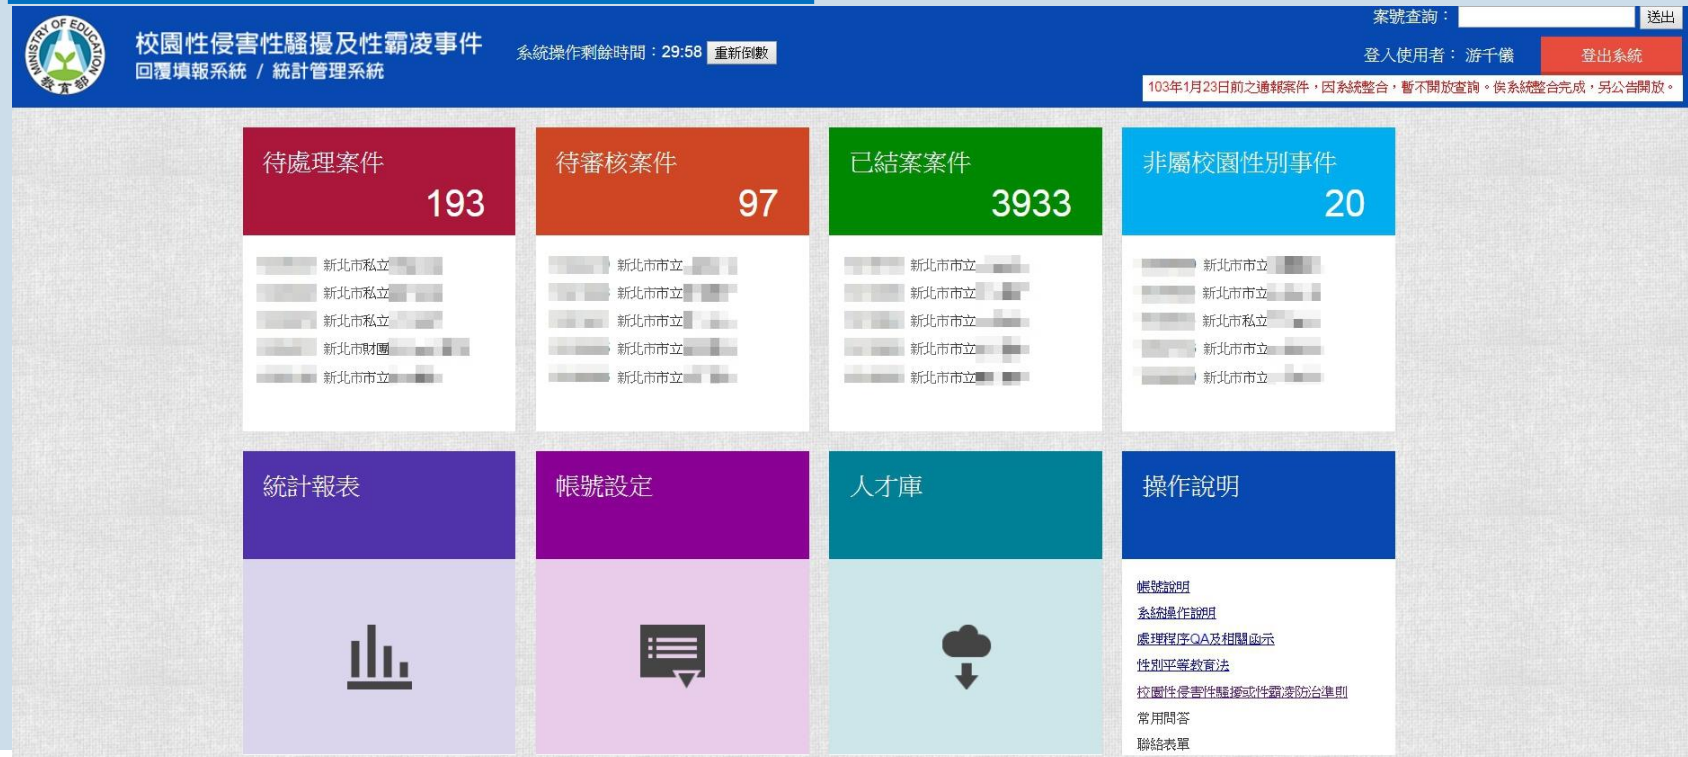 MINISTRY OF EDUCATION
教育部
校園性侵害性騷擾及性霸凌事件
回覆填報系統 / 統計管理系統
系統操作剩餘時間：29:58 重新倒數
案號查詢： 送出
登入使用者： 游千儀 登出系統
103年1月23日前之通報案件，因系統整合，暫不開放查詢。俟系統整合完成，另公告開放。
待處理案件
193
新北市私立
新北市私立
新北市私立
新北市財團
新北市市立
待審核案件
97
新北市市立
新北市市立
新北市市立
新北市市立
新北市市立
已結案案件
3933
新北市市立
新北市市立
新北市市立
新北市市立
新北市市立
非屬校園性別事件
20
新北市市立
新北市市立
新北市私立
新北市市立
新北市市立
統計報表
帳號設定
人才庫
操作說明
帳號說明
系統操作說明
處理程序QA及相關函示
性別平等教育法
校園性侵害性騷擾或性霸凌防治準則
常用問答
聯絡表單